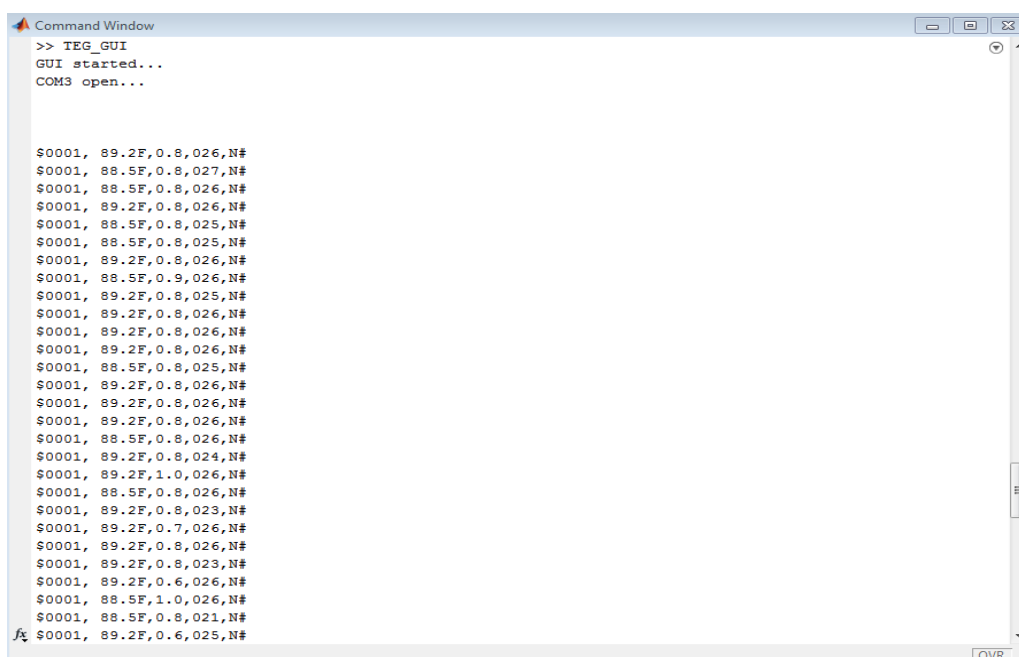 Command Window
>> TEG_GUI
GUI started...
COM3 open...
$0001, 89.2F,0.8,026,N#
$0001, 88.5F,0.8,027,N#
$0001, 88.5F,0.8,026,N#
$0001, 89.2F,0.8,026,N#
$0001, 88.5F,0.8,025,N#
$0001, 88.5F,0.8,025,N#
$0001, 89.2F,0.8,026,N#
$0001, 88.5F,0.9,026,N#
$0001, 89.2F,0.8,025,N#
$0001, 89.2F,0.8,026,N#
$0001, 89.2F,0.8,026,N#
$0001, 89.2F,0.8,026,N#
$0001, 88.5F,0.8,025,N#
$0001, 89.2F,0.8,026,N#
$0001, 89.2F,0.8,026,N#
$0001, 89.2F,0.8,026,N#
$0001, 88.5F,0.8,026,N#
$0001, 89.2F,0.8,024,N#
$0001, 89.2F,1.0,026,N#
$0001, 88.5F,0.8,026,N#
$0001, 89.2F,0.8,023,N#
$0001, 89.2F,0.7,026,N#
$0001, 89.2F,0.8,026,N#
$0001, 89.2F,0.8,023,N#
$0001, 89.2F,0.6,026,N#
$0001, 88.5F,1.0,026,N#
$0001, 88.5F,0.8,021,N#
fx $0001, 89.2F,0.6,025,N#
OVR